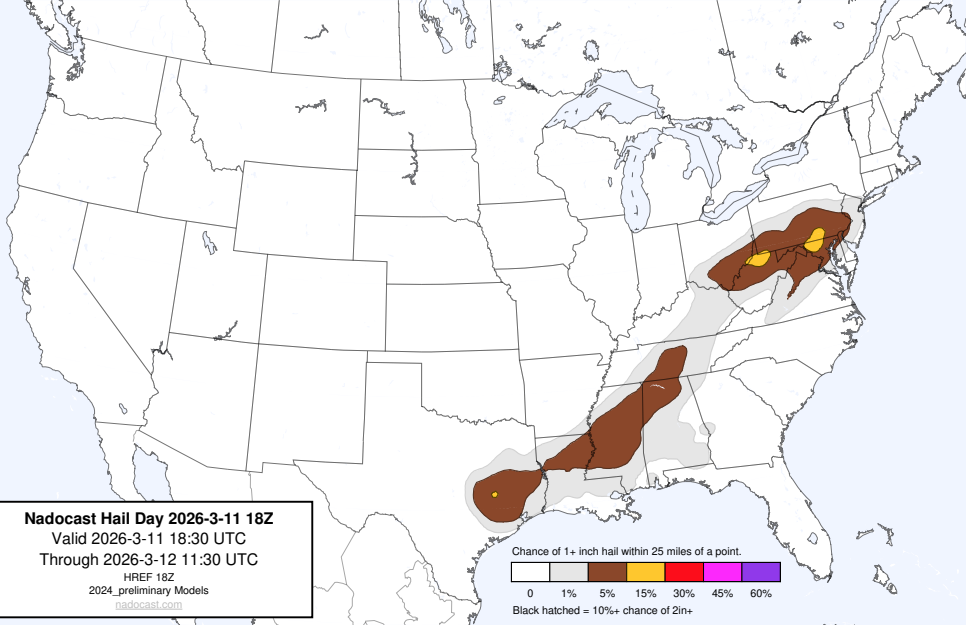 Nadocast Hail Day 2026-3-11 18Z
Valid 2026-3-11 18:30 UTC
Through 2026-3-12 11:30 UTC
HREF 18Z
2024_preliminary Models
nadocast.com
Chance of 1+ inch hail within 25 miles of a point.
0 1% 5% 15% 30% 45% 60%
Black hatched = 10%+ chance of 2in+